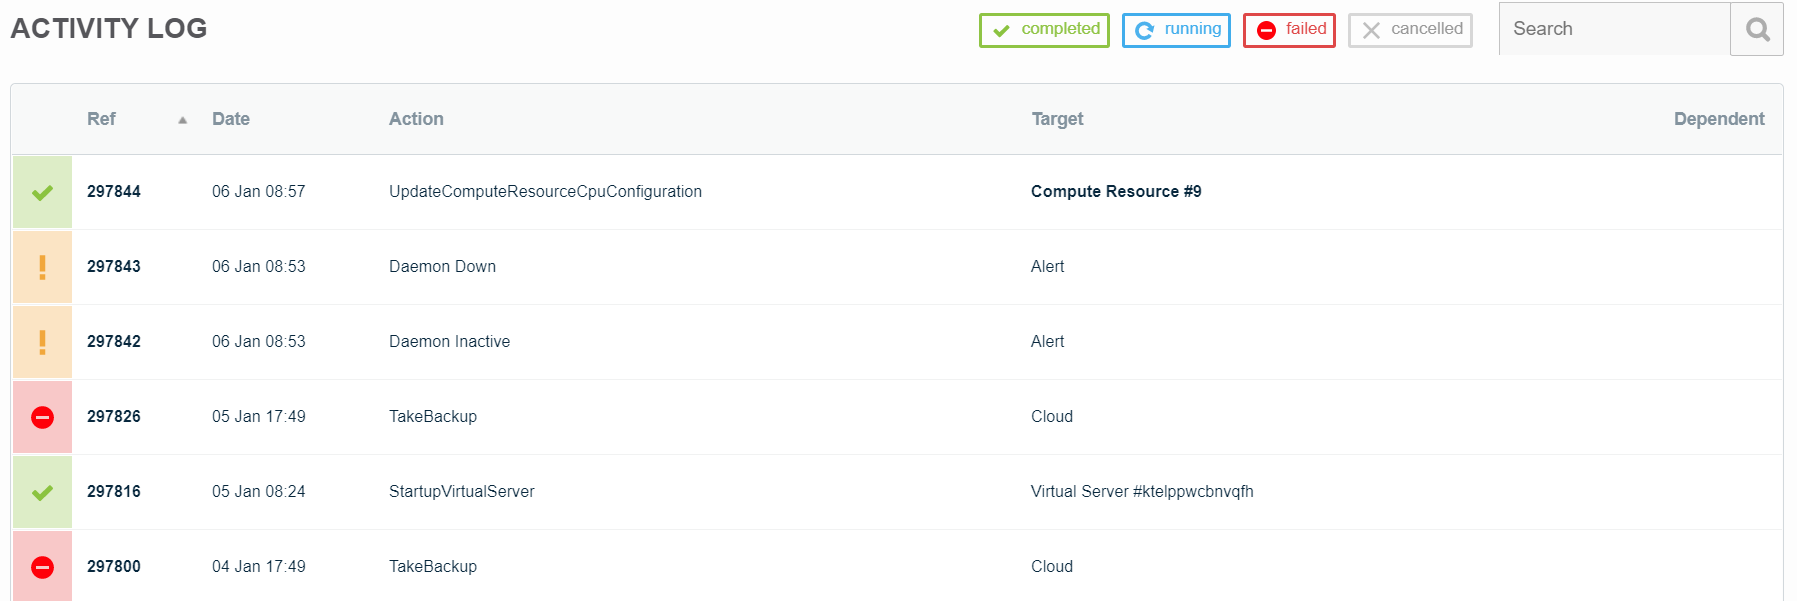 ACTIVITY LOG completed running failed cancelled Search
Ref Date Action Target Dependent
297844 06 Jan 08:57 UpdateComputeResourceCpuConfiguration Compute Resource #9
297843 06 Jan 08:53 Daemon Down Alert
297842 06 Jan 08:53 Daemon Inactive Alert
297826 05 Jan 17:49 TakeBackup Cloud
297816 05 Jan 08:24 StartupVirtualServer Virtual Server #ktelppwcbnvqfh
297800 04 Jan 17:49 TakeBackup Cloud